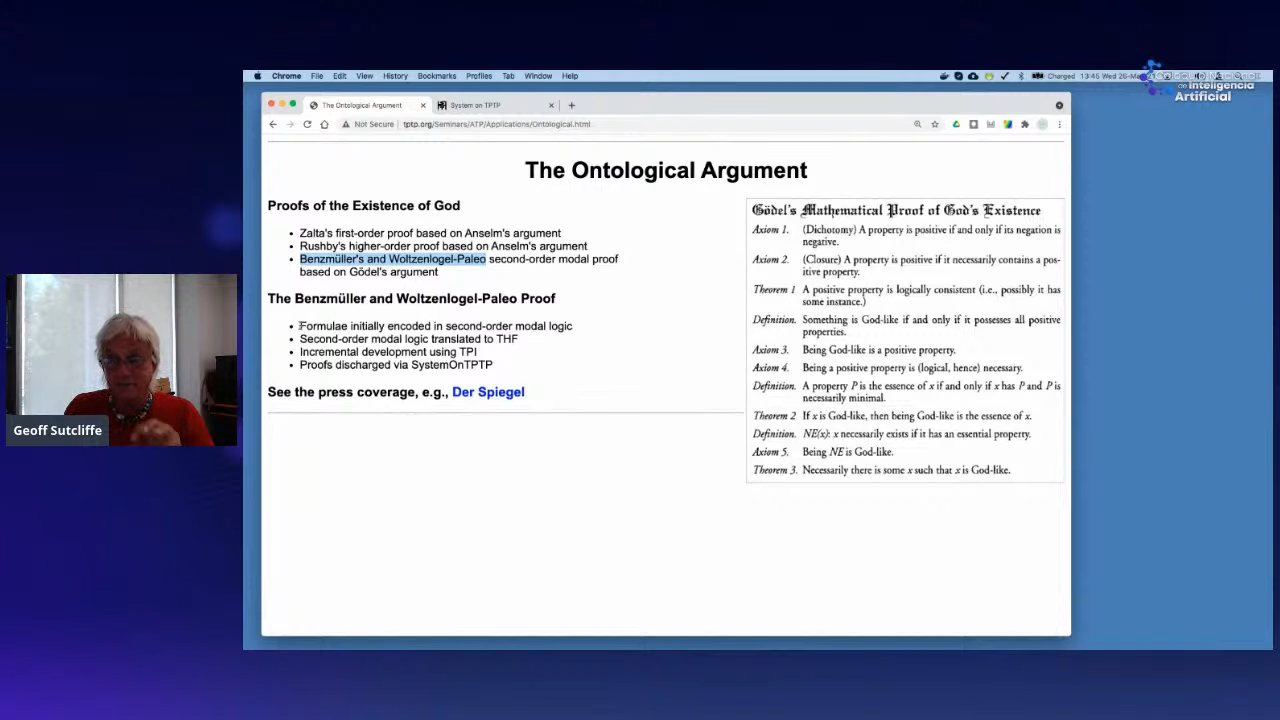 Chrome File Edit View History Bookmarks Profiles Tab Window Help
Charged 13:45 Wed 26-Ma
de Inteligencia
Artificial
The Ontological Argument
System on TPTP
Not Secure tptp.org/Seminars/ATP/Applications/Ontological.html
The Ontological Argument
Proofs of the Existence of God
• Zalta's first-order proof based on Anselm's argument
• Rushby's higher-order proof based on Anselm's argument
• Benzmüller's and Woltzenlogel-Paleo second-order modal proof
based on Gödel's argument
The Benzmüller and Woltzenlogel-Paleo Proof
• Formulae initially encoded in second-order modal logic
• Second-order modal logic translated to THF
• Incremental development using TPI
• Proofs discharged via SystemOnTPTP
See the press coverage, e.g., Der Spiegel
Gödel's Mathematical Proof of God's Existence
Axiom 1. (Dichotomy) A property is positive if and only if its negation is
negative.
Axiom 2. (Closure) A property is positive if it necessarily contains a pos-
itive property.
Theorem 1 A positive property is logically consistent (i.e., possibly it has
some instance.)
Definition. Something is God-like if and only if it possesses all positive
properties.
Axiom 3. Being God-like is a positive property.
Axiom 4. Being a positive property is (logical, hence) necessary.
Definition. A property P is the essence of x if and only if x has P and P is
necessarily minimal.
Theorem 2 If x is God-like, then being God-like is the essence of x.
Definition. NE(x): x necessarily exists if it has an essential property.
Axiom 5. Being NE is God-like.
Theorem 3. Necessarily there is some x such that x is God-like.
Geoff Sutcliffe